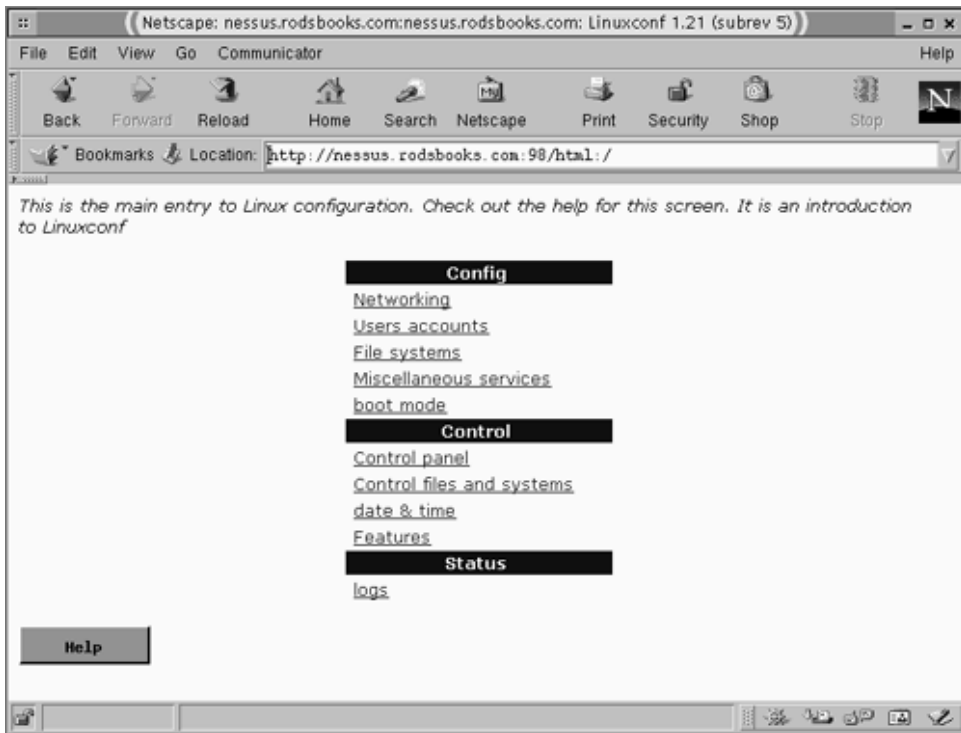 Netscape: nessus.rodsbooks.com:nessus.rodsbooks.com: Linuxconf 1.21 (subrev 5)
File Edit View Go Communicator Help
Back Forward Reload Home Search Netscape Print Security Shop Stop
My
N
Bookmarks Location: http://nessus.rodsbooks.com:98/html:/
This is the main entry to Linux configuration. Check out the help for this screen. It is an introduction
to Linuxconf
Config
Networking
Users accounts
File systems
Miscellaneous services
boot mode
Control
Control panel
Control files and systems
date & time
Features
Status
logs
Help